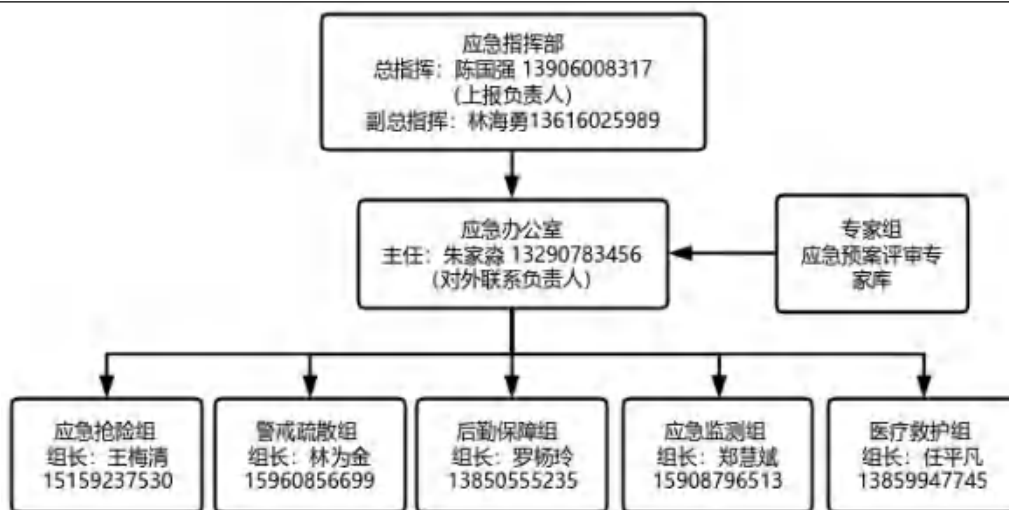 应急指挥部
总指挥：陈国强 13906008317
(上报负责人)
副总指挥：林海勇13616025989
应急办公室
主任：朱家淼 13290783456
(对外联系负责人)
专家组
应急预案评审专
家库
应急抢险组
组长：王梅清
15159237530
警戒疏散组
组长：林为金
15960856699
后勤保障组
组长：罗杨玲
13850555235
应急监测组
组长：郑慧斌
15908796513
医疗救护组
组长：任平凡
13859947745